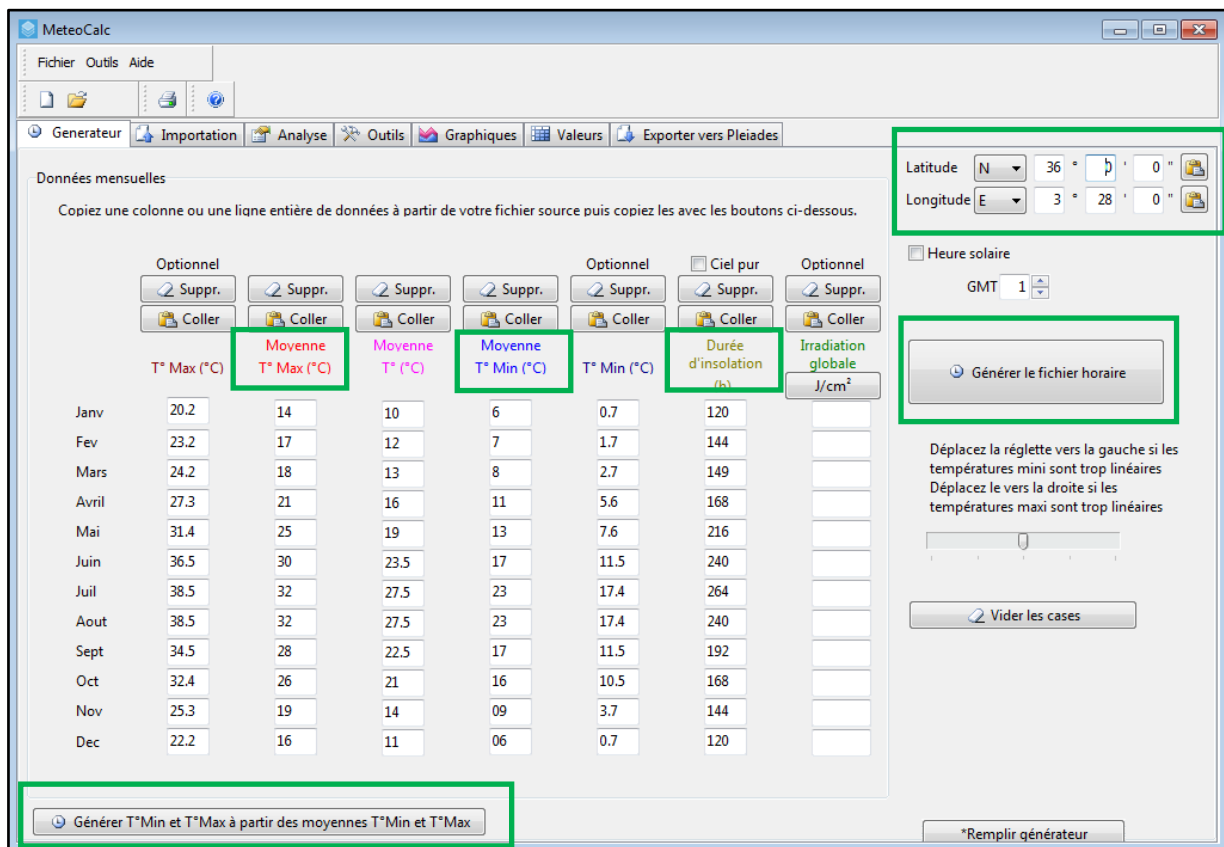 MeteoCalc
Fichier Outils Aide
Generateur Importation Analyse Outils Graphiques Valeurs Exporter vers Pleiades
Latitude N 36 ° ' 0 "
Longitude E 3 ° 28 ' 0 "
Données mensuelles
Copiez une colonne ou une ligne entière de données à partir de votre fichier source puis copiez les avec les boutons ci-dessous.
Heure solaire
GMT 1
Optionnel Optionnel Ciel pur Optionnel
Suppr. Suppr. Suppr. Suppr. Suppr. Suppr. Suppr.
Coller Coller Coller Coller Coller Coller Coller
Moyenne Moyenne Moyenne Durée Irradiation
T° Max (°C) T° Max (°C) T° (°C) T° Min (°C) T° Min (°C) d'insolation globale
(h) J/cm²
Générer le fichier horaire
Janv 20.2 14 10 6 0.7 120
Fev 23.2 17 12 7 1.7 144
Mars 24.2 18 13 8 2.7 149
Avril 27.3 21 16 11 5.6 168
Mai 31.4 25 19 13 7.6 216
Juin 36.5 30 23.5 17 11.5 240
Juil 38.5 32 27.5 23 17.4 264
Aout 38.5 32 27.5 23 17.4 240
Sept 34.5 28 22.5 17 11.5 192
Oct 32.4 26 21 16 10.5 168
Nov 25.3 19 14 09 3.7 144
Dec 22.2 16 11 06 0.7 120
Déplacez la réglette vers la gauche si les
températures mini sont trop linéaires
Déplacez le vers la droite si les
températures maxi sont trop linéaires
Vider les cases
Générer T°Min et T°Max à partir des moyennes T°Min et T°Max
*Remplir générateur